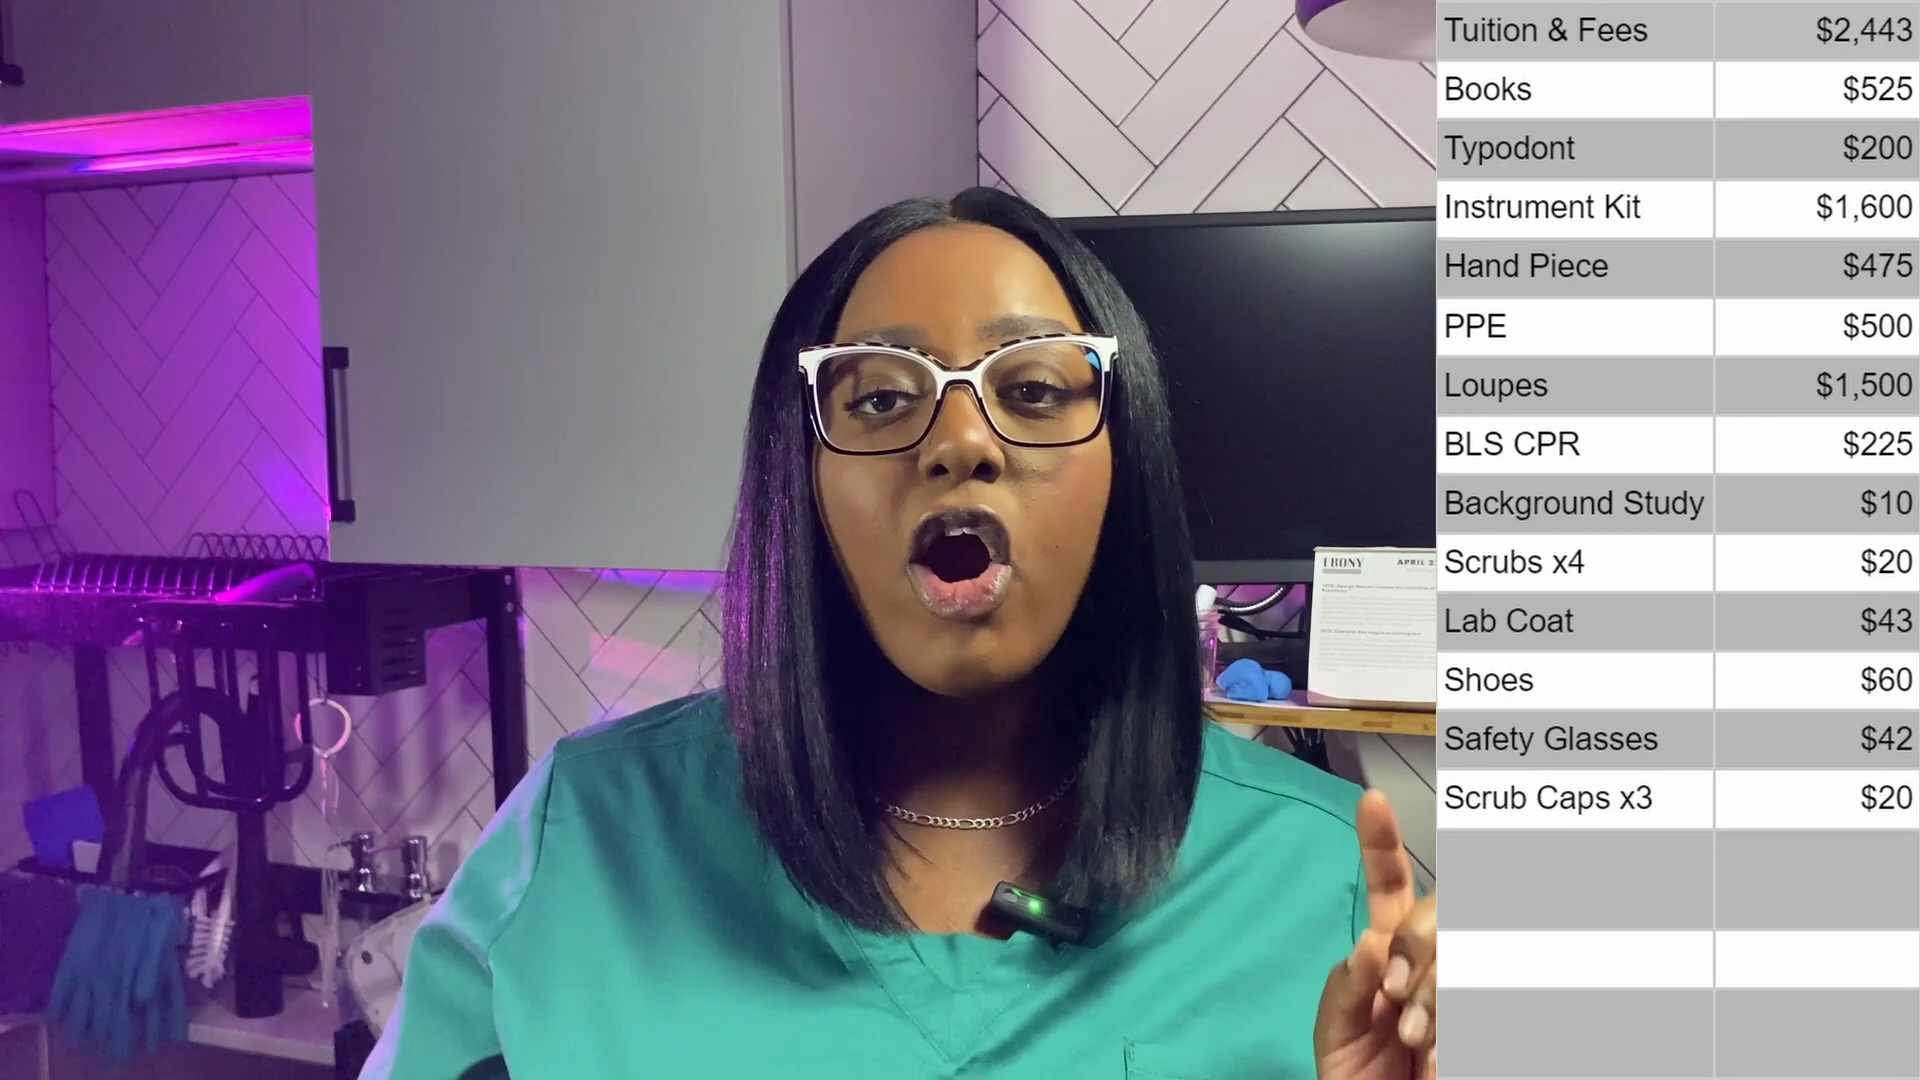 Tuition & Fees $2,443
Books $525
Typodont $200
Instrument Kit $1,600
Hand Piece $475
PPE $500
Loupes $1,500
BLS CPR $225
Background Study $10
Scrubs x4 $20
Lab Coat $43
Shoes $60
Safety Glasses $42
Scrub Caps x3 $20
EBONY APRIL 2